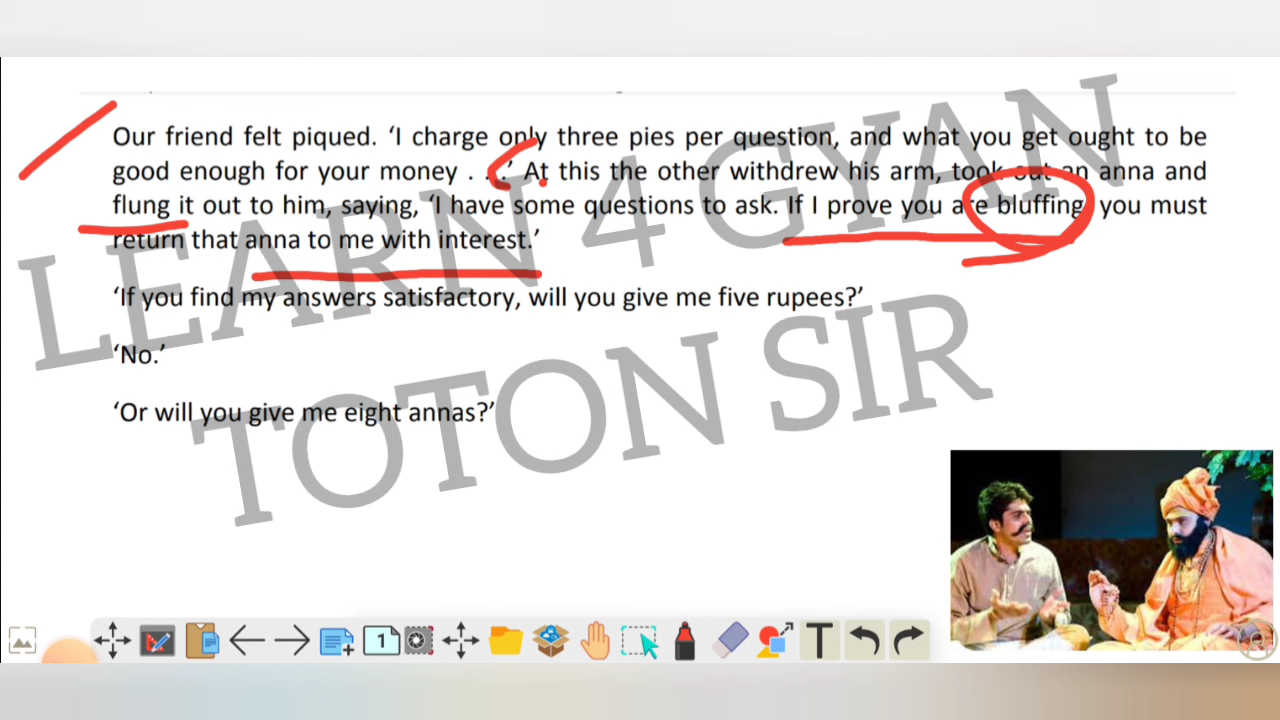 Our friend felt piqued. ‘I charge only three pies per question, and what you get ought to be
good enough for your money . . .’ At this the other withdrew his arm, took out an anna and
flung it out to him, saying, ‘I have some questions to ask. If I prove you are bluffing, you must
return that anna to me with interest.’
‘If you find my answers satisfactory, will you give me five rupees?’
‘No.’
‘Or will you give me eight annas?’
LEARN 4 GYAN
TOTON SIR
1
T